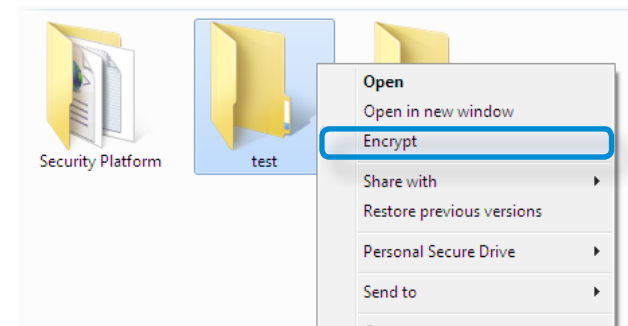 Security Platform
test
Open
Open in new window
Encrypt
Share with
Restore previous versions
Personal Secure Drive
Send to